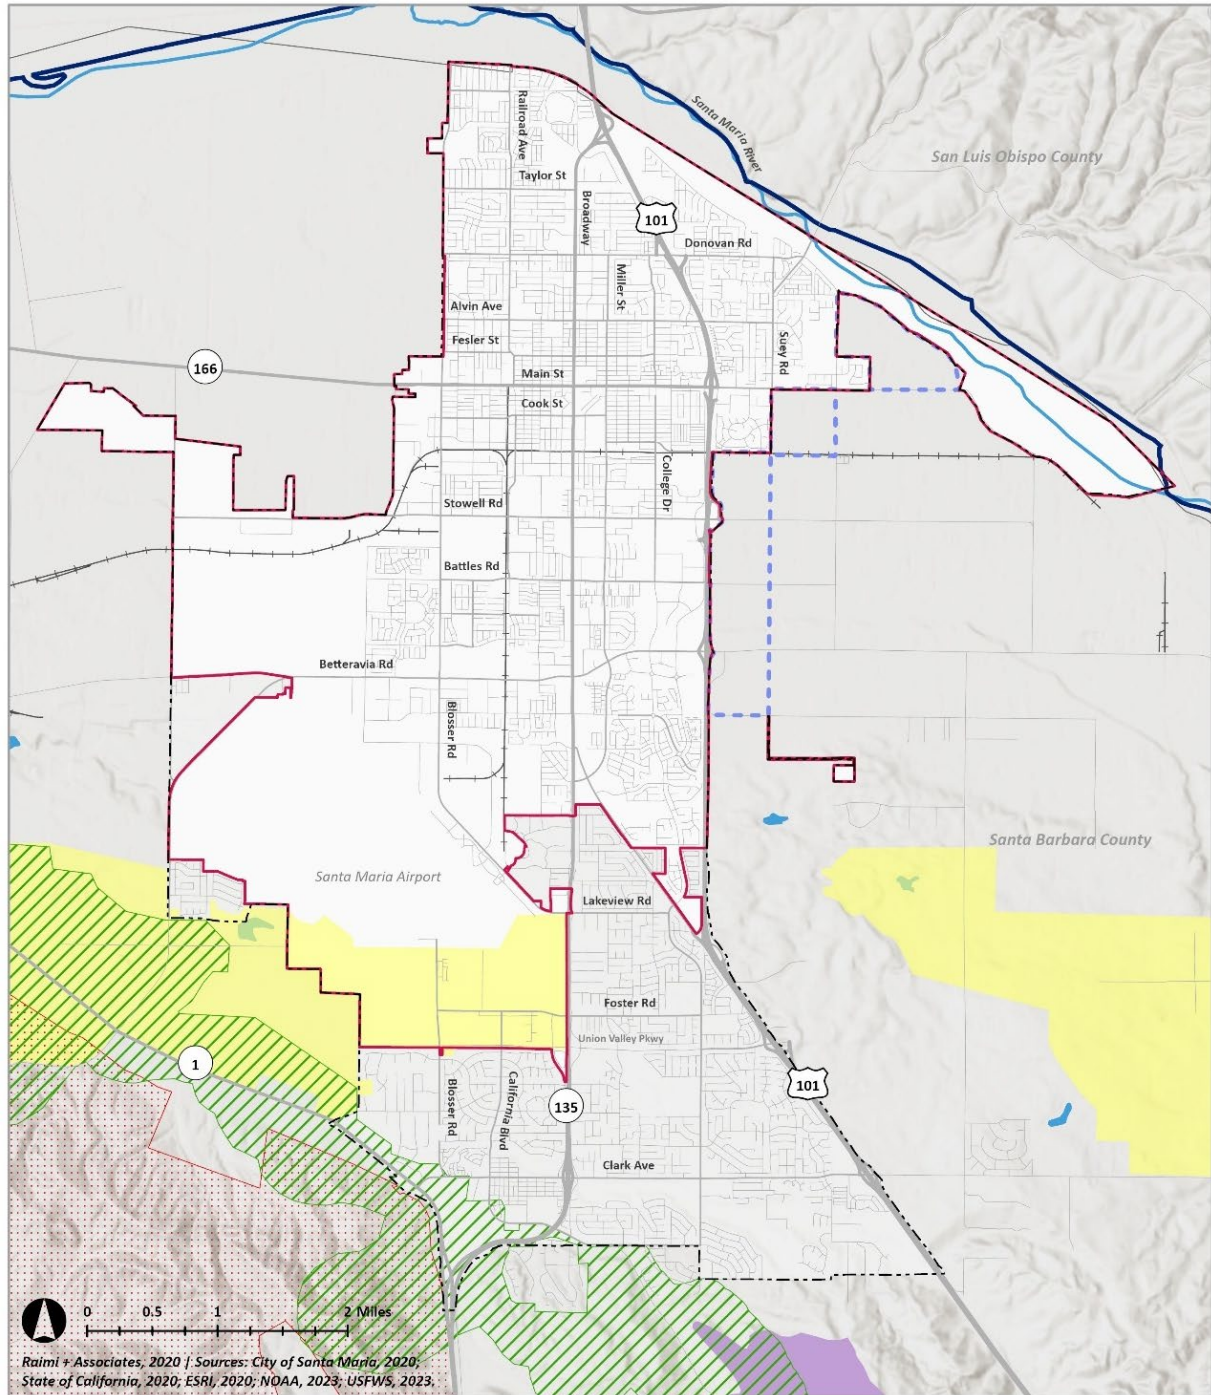 Santa Maria River
San Luis Obispo County
Railroad Ave
Taylor St
Broadway
101
Donovan Rd
Miller St
Alvin Ave
Fesler St
Suey Rd
166
Main St
Cook St
College Dr
Stowell Rd
Battles Rd
Betteravia Rd
Blosser Rd
Santa Barbara County
Santa Maria Airport
Lakeview Rd
Foster Rd
Union Valley Pkwy
1
101
Blosser Rd
California Blvd
135
Clark Ave
0 0.5 1 2 Miles
Raimi + Associates, 2020 | Sources: City of Santa Maria, 2020;
State of California, 2020; ESRI, 2020; NOAA, 2023; USFWS, 2023.